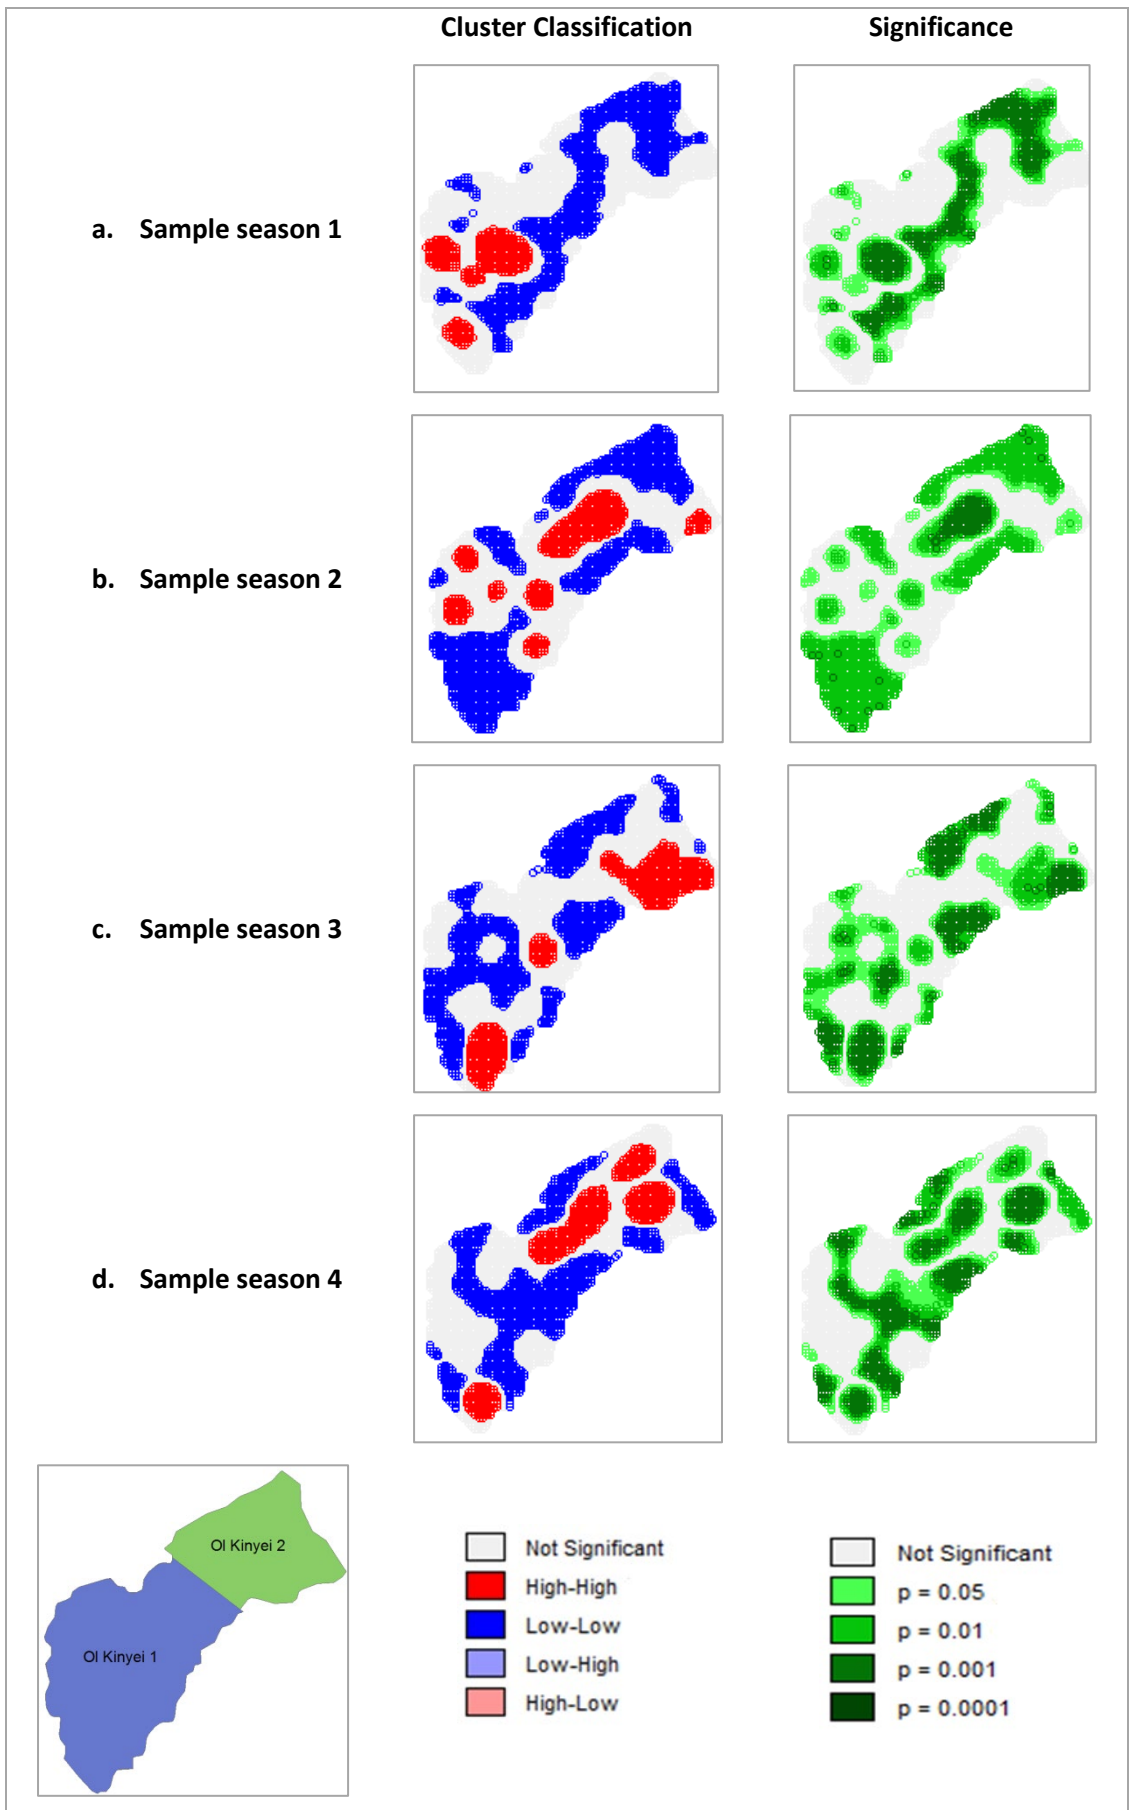 Cluster Classification
Significance
a. Sample season 1
b. Sample season 2
c. Sample season 3
d. Sample season 4
Ol Kinyei 2
Ol Kinyei 1
Not Significant
High-High
Low-Low
Low-High
High-Low
Not Significant
p = 0.05
p = 0.01
p = 0.001
p = 0.0001